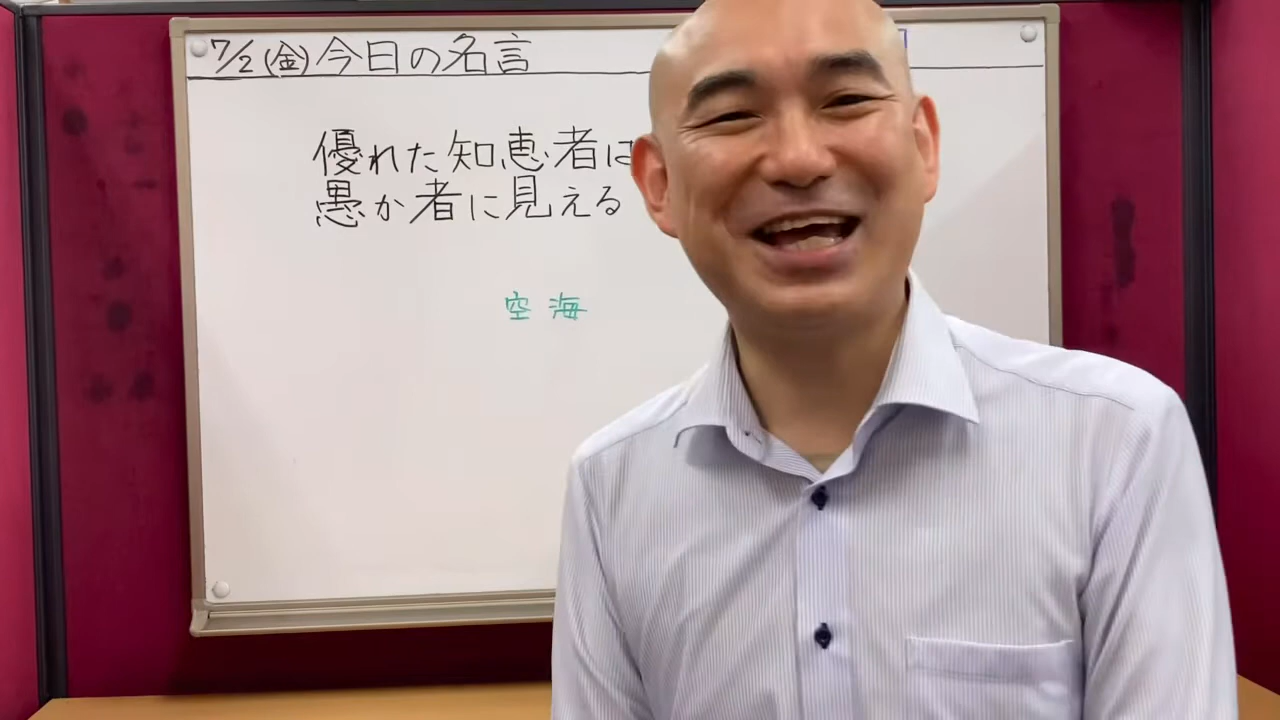 7/2(金)今日の名言
優れた知恵者は
愚か者に見える
空海